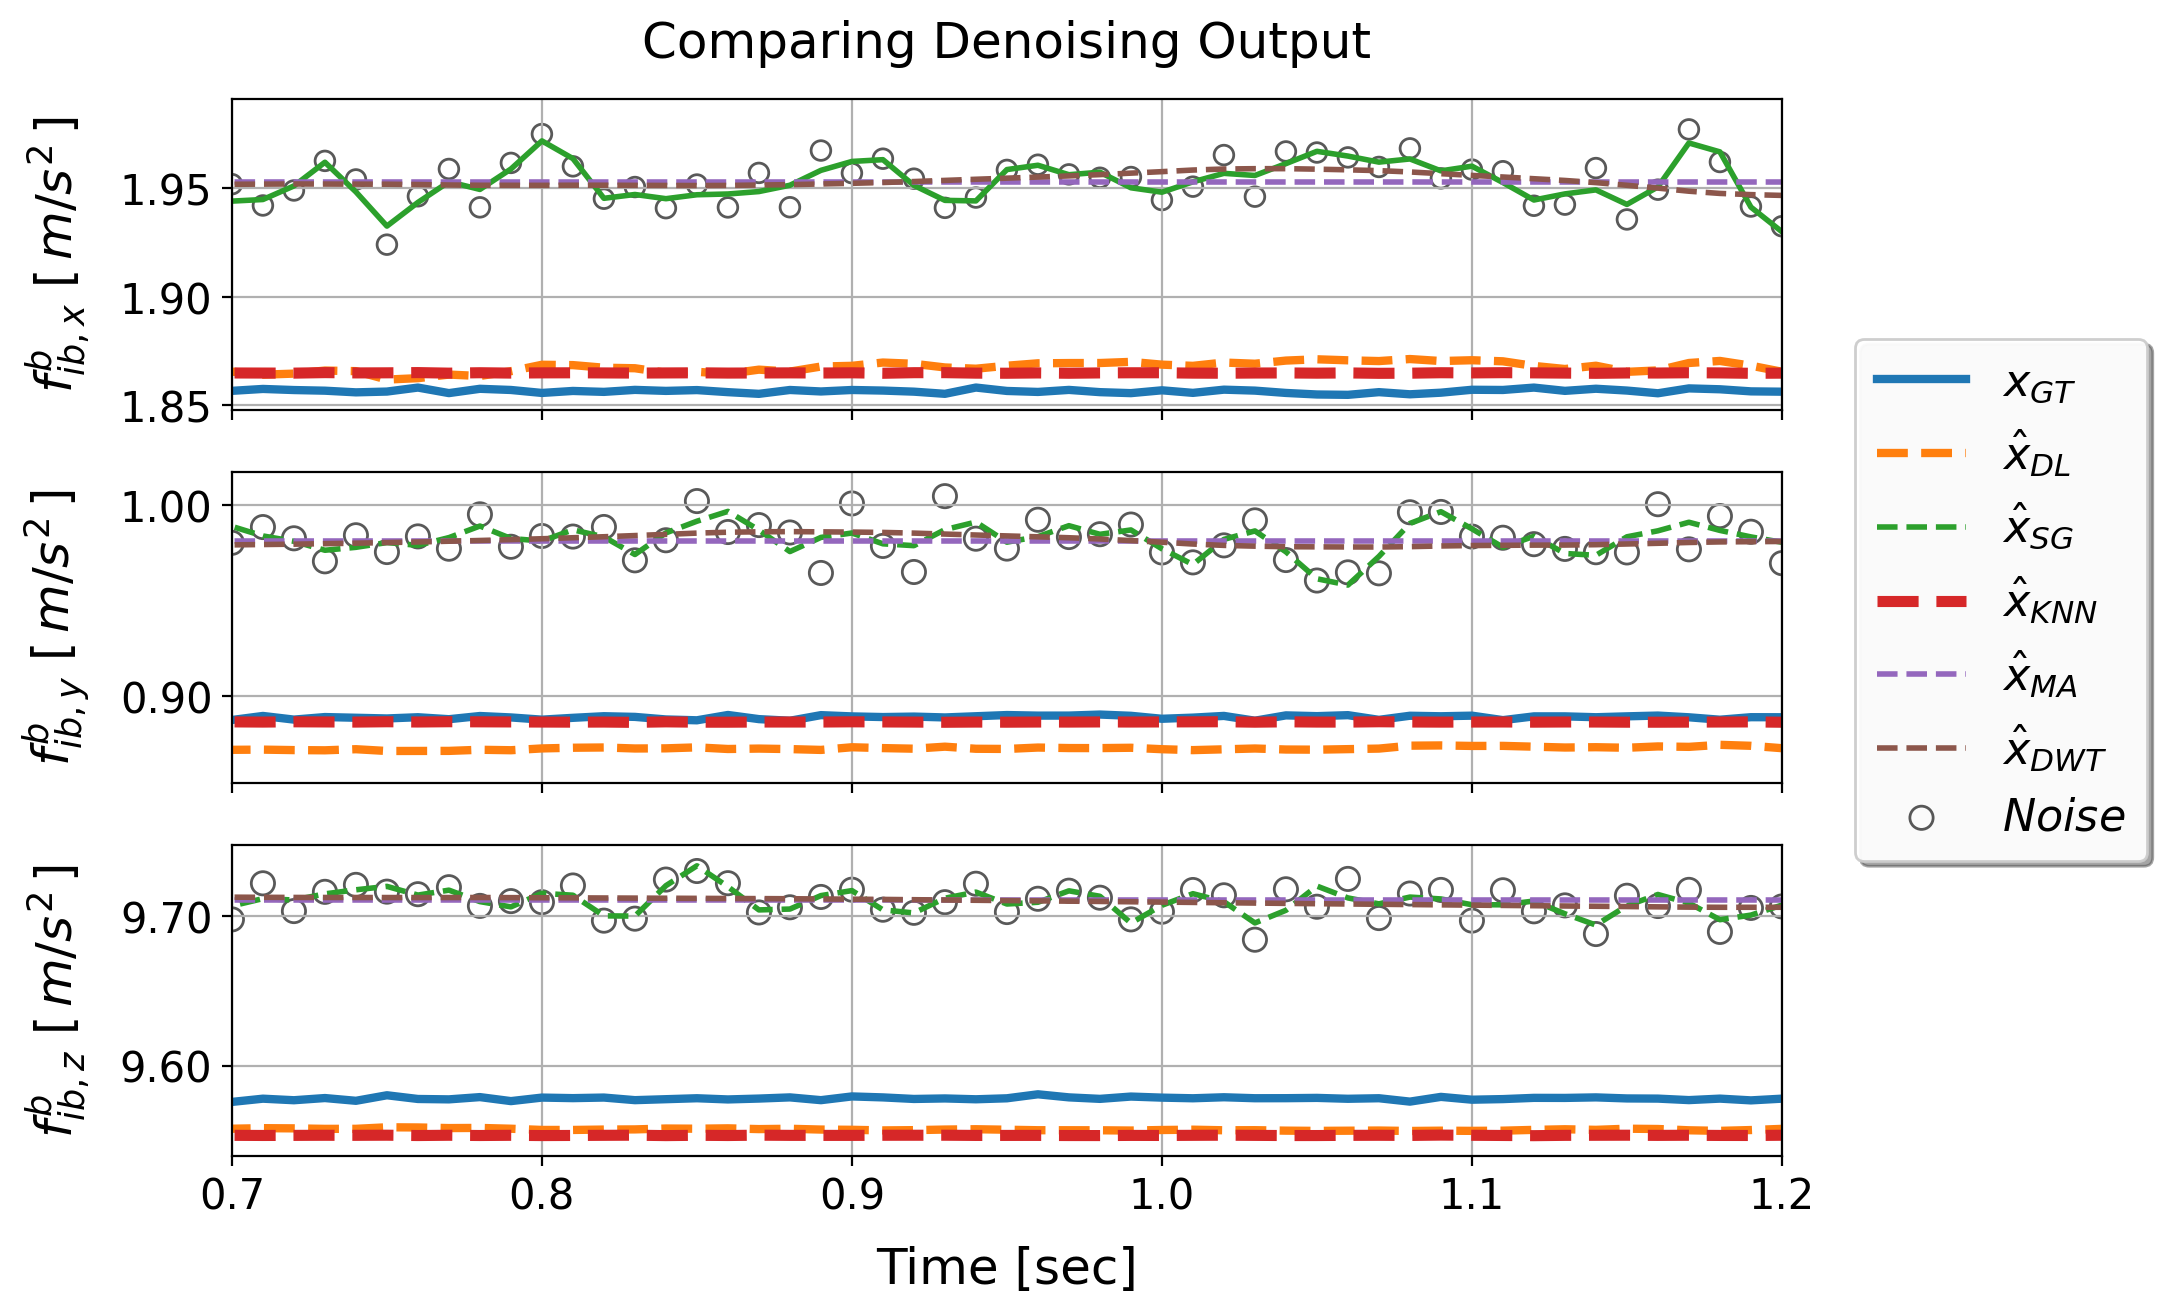 Comparing Denoising Output
f^b_{ib, x} [ m/s^2 ]
1.95
1.90
1.85
f^b_{ib, y} [ m/s^2 ]
1.00
0.90
f^b_{ib, z} [ m/s^2 ]
9.70
9.60
0.7 0.8 0.9 1.0 1.1 1.2
Time [sec]
x_{GT}
x̂_{DL}
x̂_{SG}
x̂_{KNN}
x̂_{MA}
x̂_{DWT}
Noise